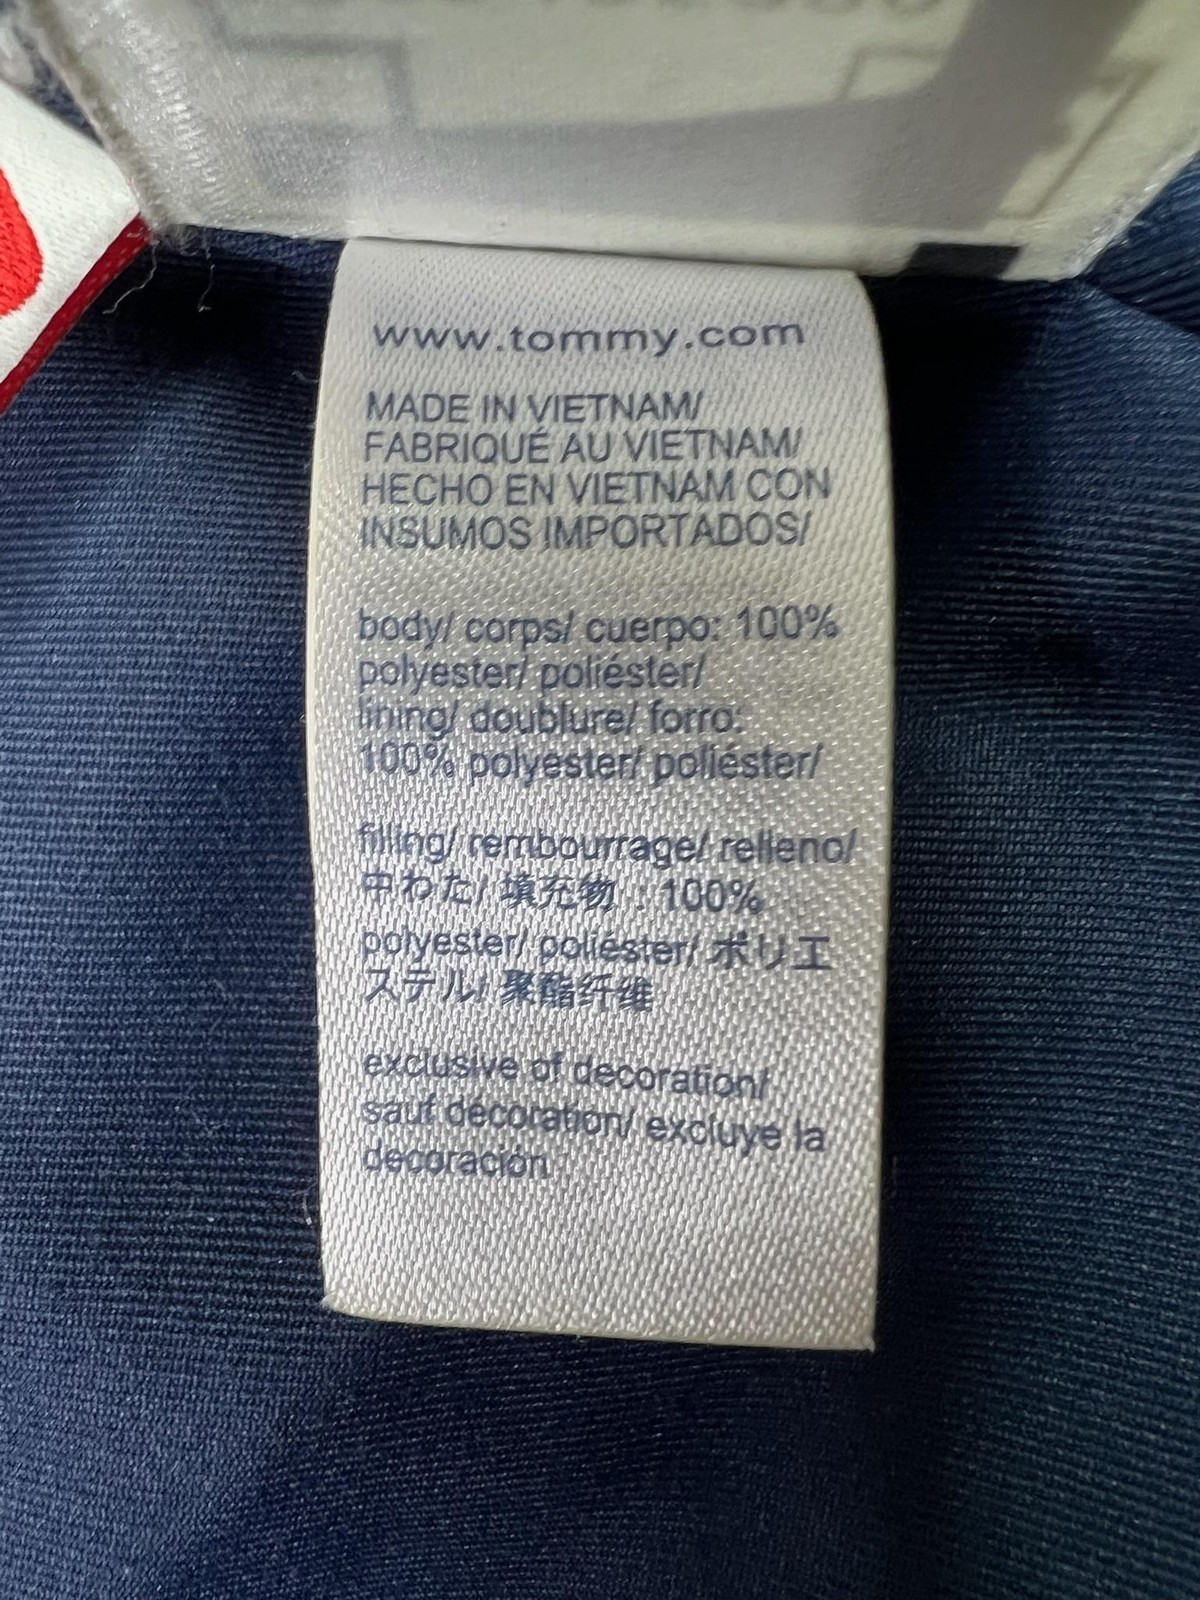 www.tommy.com
MADE IN VIETNAM/
FABRIQUÉ AU VIETNAM/
HECHO EN VIETNAM CON
INSUMOS IMPORTADOS/
body/ corps/ cuerpo: 100%
polyester/ poliéster/
lining/ doublure/ forro:
100% polyester/ poliéster/
filling/ rembourrage/ relleno/
中わた/ 填充物 : 100%
polyester/ poliéster/ ポリエ
ステル/ 聚酯纤维
exclusive of decoration/
sauf décoration/ excluye la
decoración